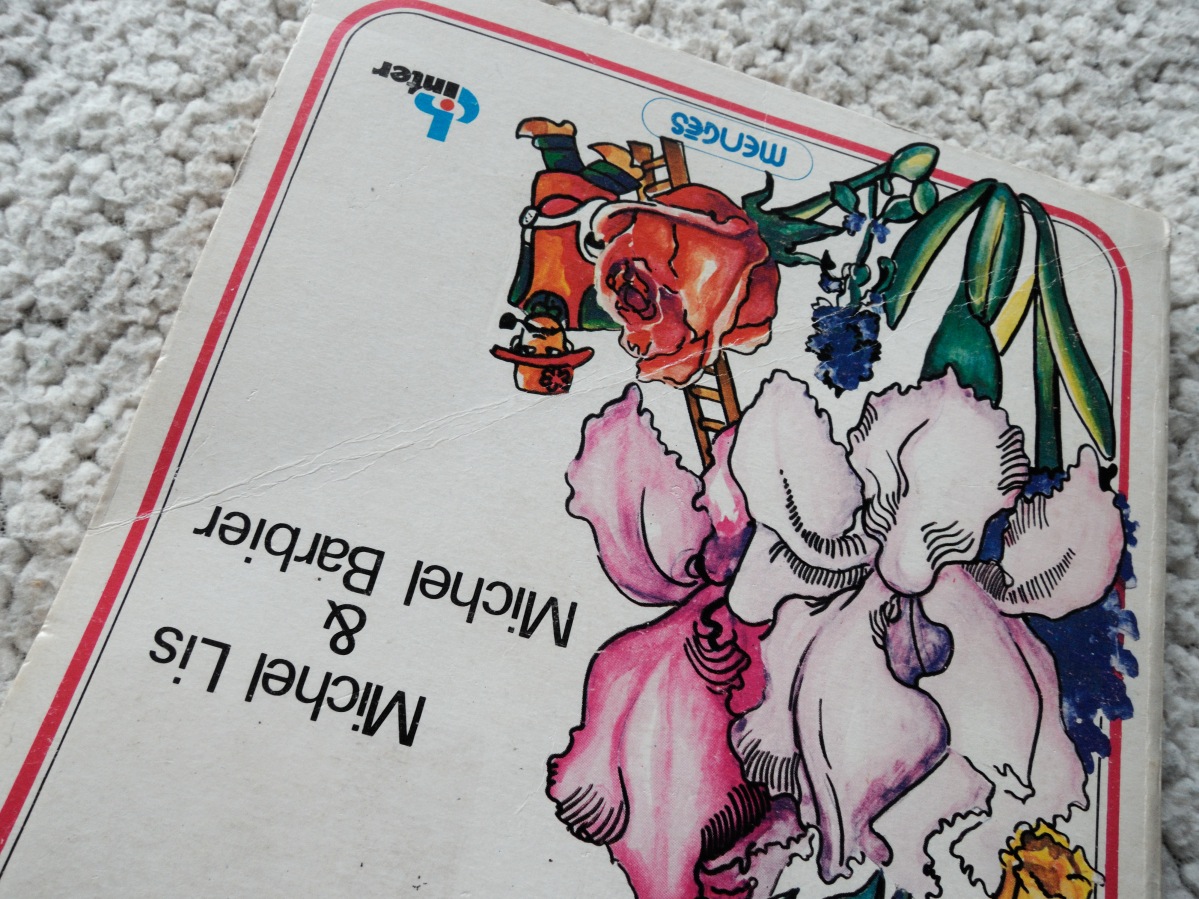 Michel Lis
&
Michel Barbier
mengès
inter